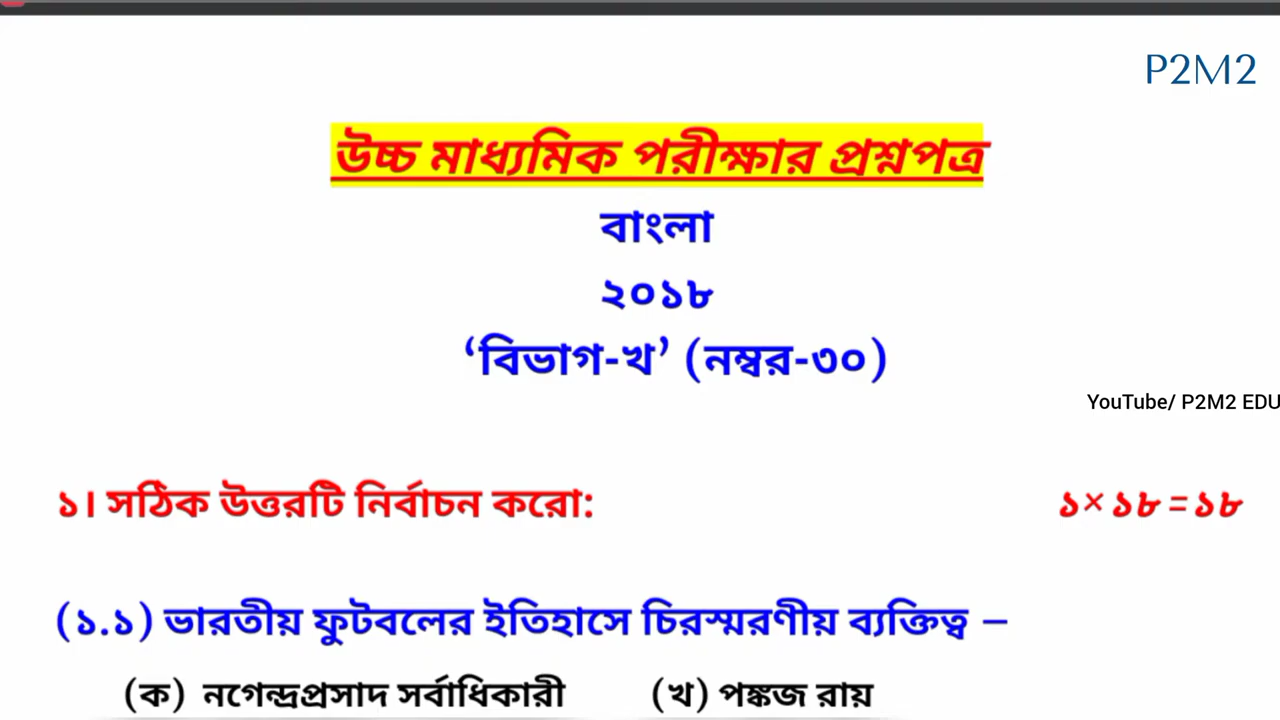 P2M2
উচ্চ মাধ্যমিক পরীক্ষার প্রশ্নপত্র
বাংলা
২০১৮
‘বিভাগ-খ’ (নম্বর-৩০)
YouTube/ P2M2 EDU
১। সঠিক উত্তরটি নির্বাচন করো: ১×১৮=১৮
(১.১) ভারতীয় ফুটবলের ইতিহাসে চিরস্মরণীয় ব্যক্তিত্ব –
(ক) নগেন্দ্রপ্রসাদ সর্বাধিকারী (খ) পঙ্কজ রায়